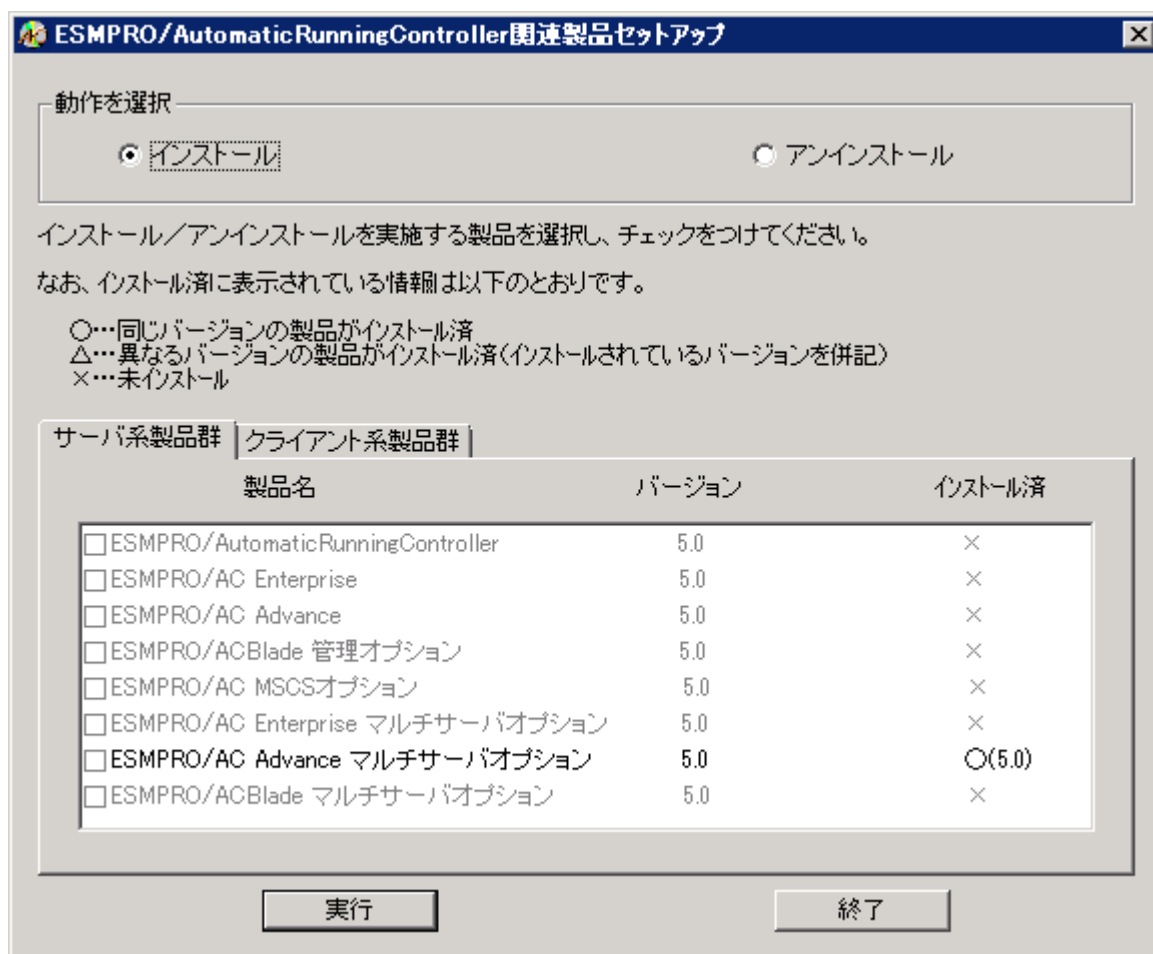 ESMPRO/AutomaticRunningController関連製品セットアップ
動作を選択
インストール
アンインストール
インストール／アンインストールを実施する製品を選択し、チェックをつけてください。
なお、インストール済に表示されている情報は以下のとおりです。
○…同じバージョンの製品がインストール済
△…異なるバージョンの製品がインストール済(インストールされているバージョンを併記)
×…未インストール
サーバ系製品群 クライアント系製品群
製品名 バージョン インストール済
ESMPRO/AutomaticRunningController 5.0 ×
ESMPRO/AC Enterprise 5.0 ×
ESMPRO/AC Advance 5.0 ×
ESMPRO/ACBlade 管理オプション 5.0 ×
ESMPRO/AC MSCSオプション 5.0 ×
ESMPRO/AC Enterprise マルチサーバオプション 5.0 ×
ESMPRO/AC Advance マルチサーバオプション 5.0 ○(5.0)
ESMPRO/ACBlade マルチサーバオプション 5.0 ×
実行 終了